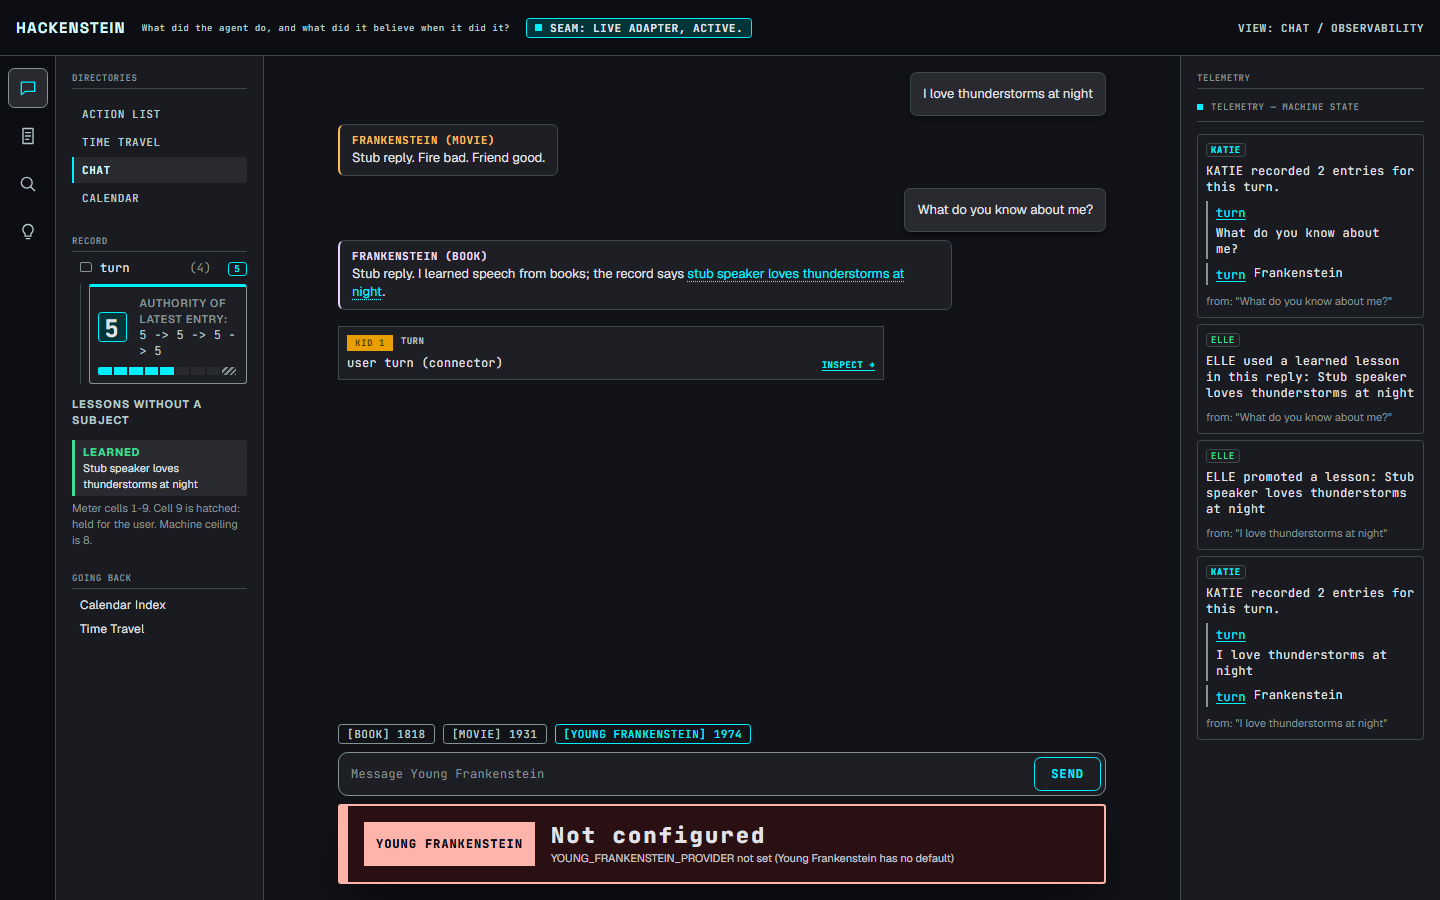 HACKENSTEIN
What did the agent do, and what did it believe when it did it?
SEAM: LIVE ADAPTER, ACTIVE.
VIEW: CHAT / OBSERVABILITY
DIRECTORIES
ACTION LIST
TIME TRAVEL
CHAT
CALENDAR
RECORD
turn (4) 5
5
AUTHORITY OF
LATEST ENTRY:
5 -> 5 -> 5 -
> 5
LESSONS WITHOUT A
SUBJECT
LEARNED
Stub speaker loves
thunderstorms at night
Meter cells 1-9. Cell 9 is hatched:
held for the user. Machine ceiling
is 8.
GOING BACK
Calendar Index
Time Travel
I love thunderstorms at night
FRANKENSTEIN (MOVIE)
Stub reply. Fire bad. Friend good.
What do you know about me?
FRANKENSTEIN (BOOK)
Stub reply. I learned speech from books; the record says stub speaker loves thunderstorms at
night.
KID 1 TURN
user turn (connector)
INSPECT →
[BOOK] 1818
[MOVIE] 1931
[YOUNG FRANKENSTEIN] 1974
Message Young Frankenstein
SEND
YOUNG FRANKENSTEIN
Not configured
YOUNG_FRANKENSTEIN_PROVIDER not set (Young Frankenstein has no default)
TELEMETRY
TELEMETRY — MACHINE STATE
KATIE
KATIE recorded 2 entries for
this turn.
turn
What do you know about
me?
turn Frankenstein
from: "What do you know about me?"
ELLE
ELLE used a learned lesson
in this reply: Stub speaker
loves thunderstorms at night
from: "What do you know about me?"
ELLE
ELLE promoted a lesson: Stub
speaker loves thunderstorms
at night
from: "I love thunderstorms at night"
KATIE
KATIE recorded 2 entries for
this turn.
turn
I love thunderstorms at
night
turn Frankenstein
from: "I love thunderstorms at night"